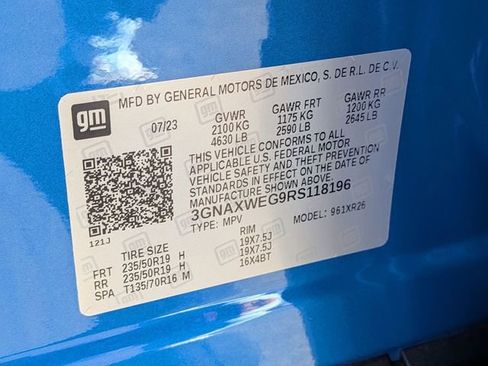 gm
MFD BY GENERAL MOTORS DE MEXICO, S. DE R.L. DE C.V.
07/23 GVWR GAWR FRT GAWR RR
2100 KG 1175 KG 1200 KG
4630 LB 2590 LB 2645 LB
THIS VEHICLE CONFORMS TO ALL
APPLICABLE U.S. FEDERAL MOTOR
VEHICLE SAFETY AND THEFT PREVENTION
STANDARDS IN EFFECT ON THE DATE OF
MANUFACTURE SHOWN ABOVE.
3GNAXWEG9RS118196
TYPE: MPV MODEL: 961XR26
121J
TIRE SIZE RIM
FRT 235/50R19 H 19X7.5J
RR 235/50R19 H 19X7.5J
SPA T135/70R16 M 16X4BT